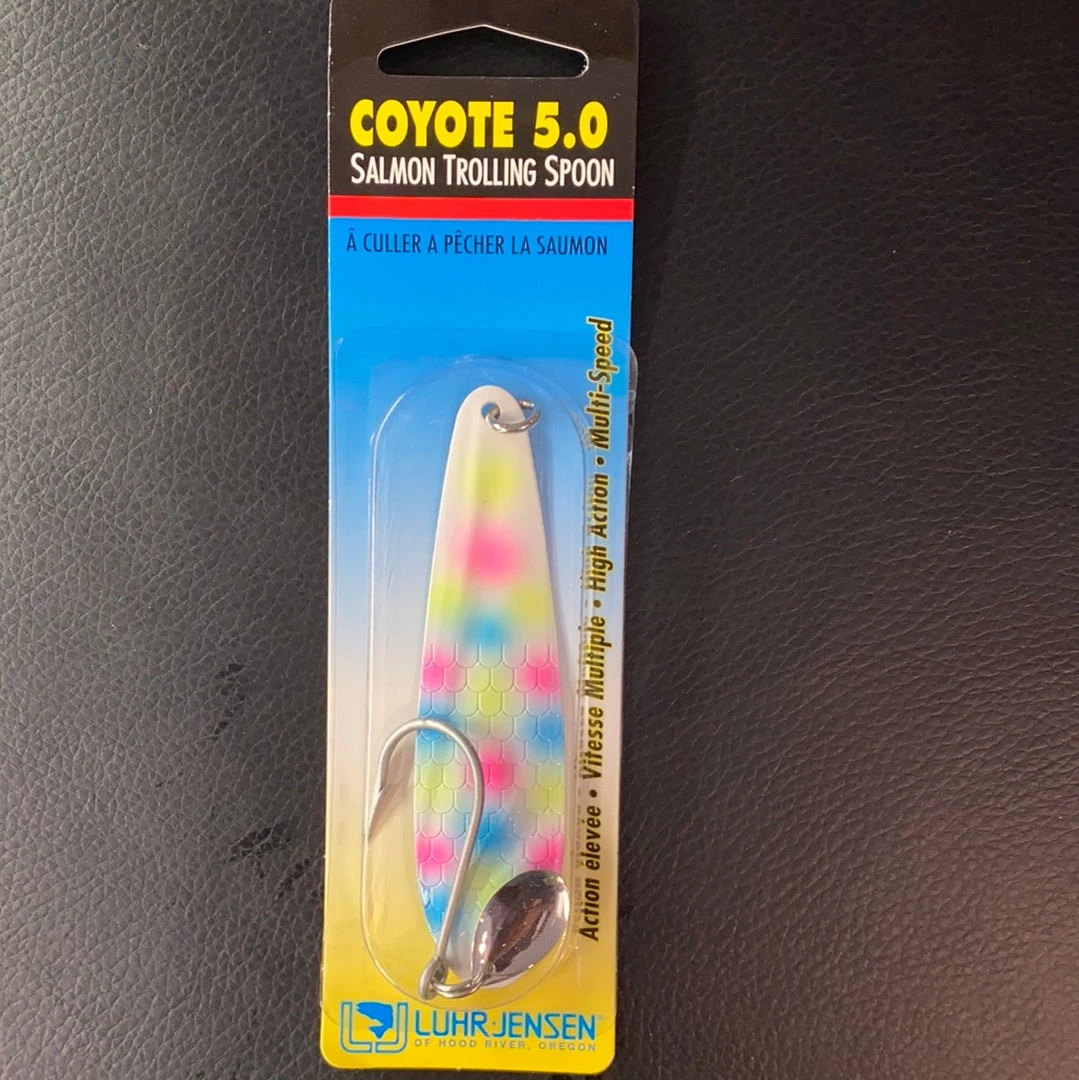 COYOTE 5.0
SALMON TROLLING SPOON
Â CULLER A PÊCHER LA SAUMON
Action élevée • Vitesse Multiple • High Action • Multi-Speed
LUHR·JENSEN®
OF HOOD RIVER, OREGON